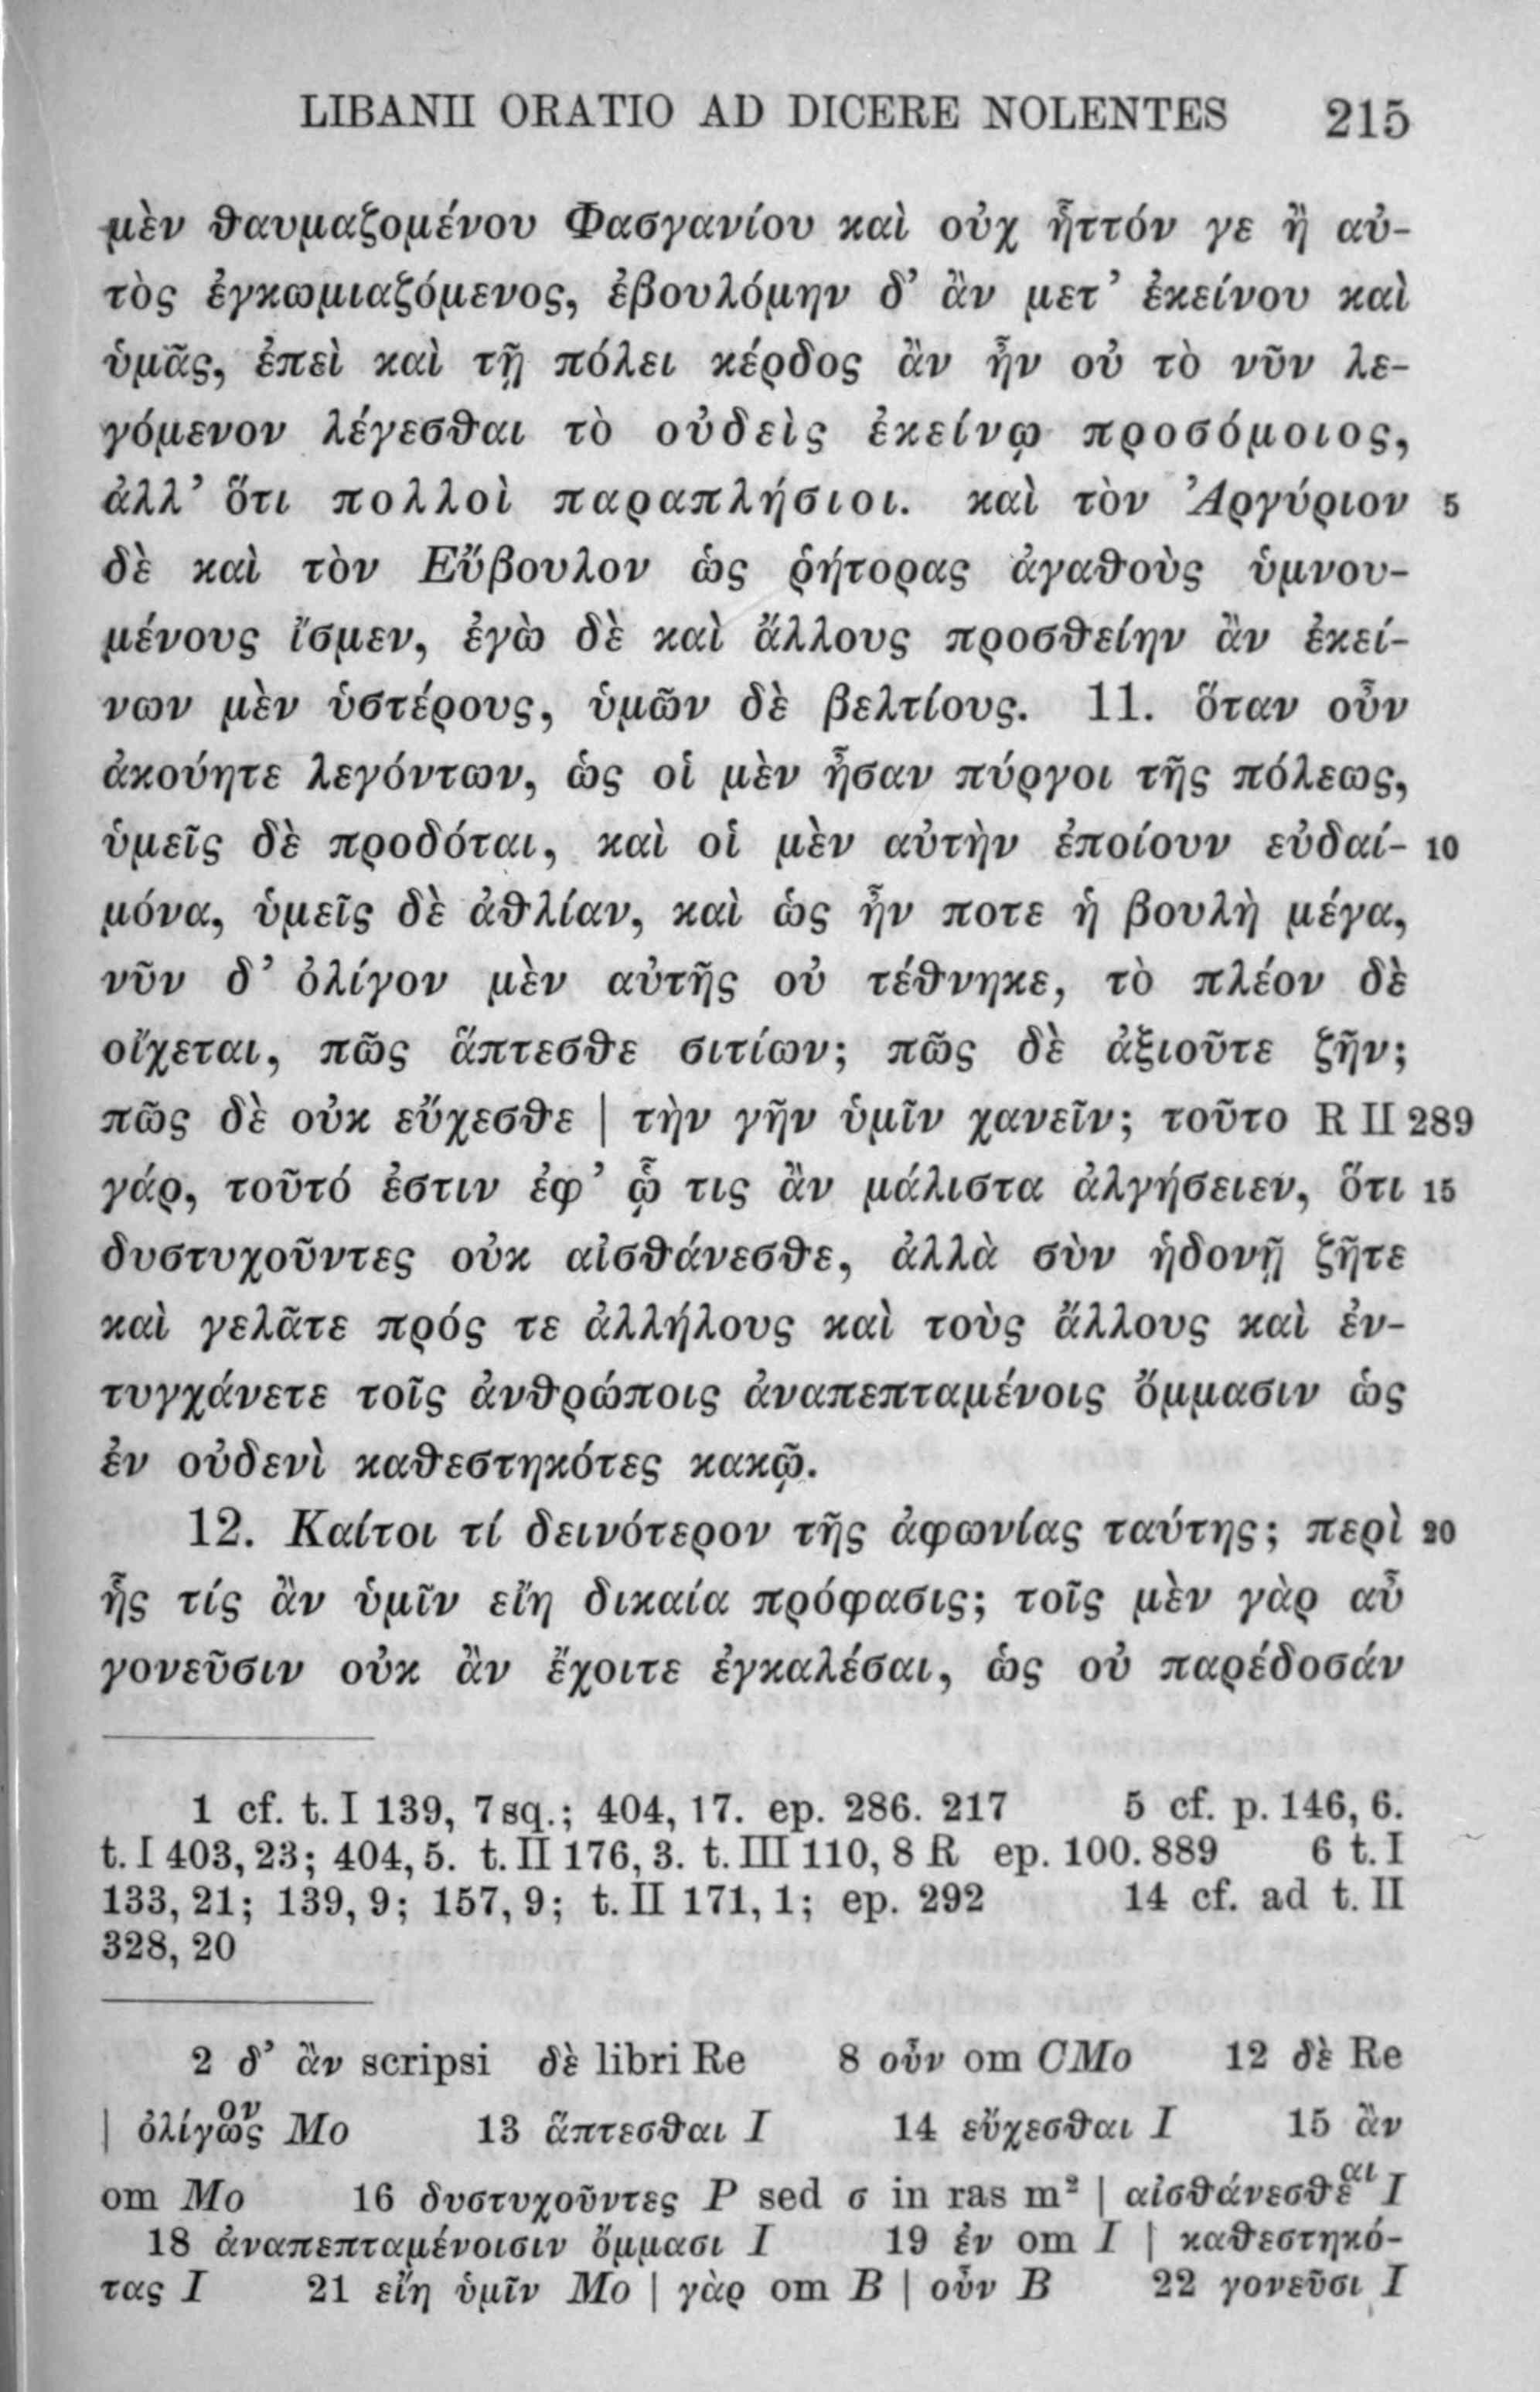 LIBANII ORATIO AD DICERE NOLENTES 215
μὲν θαυμαζομένου Φασγανίου καὶ οὐχ ἧττόν γε ἢ αὐ-
τὸς ἐγκωμιαζόμενος, ἐβουλόμην δ’ ἂν μετ’ ἐκείνου καὶ
ὑμᾶς, ἐπεὶ καὶ τῇ πόλει κέρδος ἂν ἦν οὐ τὸ νῦν λε-
γόμενον λέγεσθαι τὸ οὐδεὶς ἐκείνῳ προσόμοιος,
ἀλλ’ ὅτι πολλοὶ παραπλήσιοι. καὶ τὸν Ἀργύριον 5
δὲ καὶ τὸν Εὔβουλον ὡς ῥήτορας ἀγαθοὺς ὑμνου-
μένους ἴσμεν, ἐγὼ δὲ καὶ ἄλλους προσθείην ἂν ἐκεί-
νων μὲν ὑστέρους, ὑμῶν δὲ βελτίους. 11. ὅταν οὖν
ἀκούητε λεγόντων, ὡς οἱ μὲν ἦσαν πύργοι τῆς πόλεως,
ὑμεῖς δὲ προδόται, καὶ οἱ μὲν αὐτὴν ἐποίουν εὐδαί- 10
μόνα, ὑμεῖς δὲ ἀθλίαν, καὶ ὡς ἦν ποτε ἡ βουλὴ μέγα,
νῦν δ’ ὀλίγον μὲν αὐτῆς οὐ τέθνηκε, τὸ πλέον δὲ
οἴχεται, πῶς ἅπτεσθε σιτίων; πῶς δὲ ἀξιοῦτε ζῆν;
πῶς δὲ οὐκ εὔχεσθε | τὴν γῆν ὑμῖν χανεῖν; τοῦτο R II 289
γάρ, τοῦτό ἐστιν ἐφ’ ᾧ τις ἂν μάλιστα ἀλγήσειεν, ὅτι 15
δυστυχοῦντες οὐκ αἰσθάνεσθε, ἀλλὰ σὺν ἡδονῇ ζῆτε
καὶ γελᾶτε πρός τε ἀλλήλους καὶ τοὺς ἄλλους καὶ ἐν-
τυγχάνετε τοῖς ἀνθρώποις ἀναπεπταμένοις ὄμμασιν ὡς
ἐν οὐδενὶ καθεστηκότες κακῷ.
12. Καίτοι τί δεινότερον τῆς ἀφωνίας ταύτης; περὶ 20
ἧς τίς ἂν ὑμῖν εἴη δικαία πρόφασις; τοῖς μὲν γὰρ αὖ
γονεῦσιν οὐκ ἂν ἔχοιτε ἐγκαλέσαι, ὡς οὐ παρέδοσάν
1 cf. t. I 139, 7 sq.; 404, 17. ep. 286. 217 5 cf. p. 146, 6.
t. I 403, 23; 404, 5. t. II 176, 3. t. III 110, 8 R ep. 100. 889 6 t. I
133, 21; 139, 9; 157, 9; t. II 171, 1; ep. 292 14 cf. ad t. II
328, 20
2 δ’ ἂν scripsi δὲ libri Re 8 οὖν om CMo 12 δὲ Re
| ὀλίγωςον Mo 13 ἅπτεσθαι I 14 εὔχεσθαι I 15 ἂν
om Mo 16 δυστυχοῦντες P sed σ in ras m² | αἰσθάνεσθεαι I
18 ἀναπεπταμένοισιν ὄμμασι I 19 ἐν om I | καθεστηκό-
τας I 21 εἴη ὑμῖν Mo | γὰρ om B | οὖν B 22 γονεῦσι I